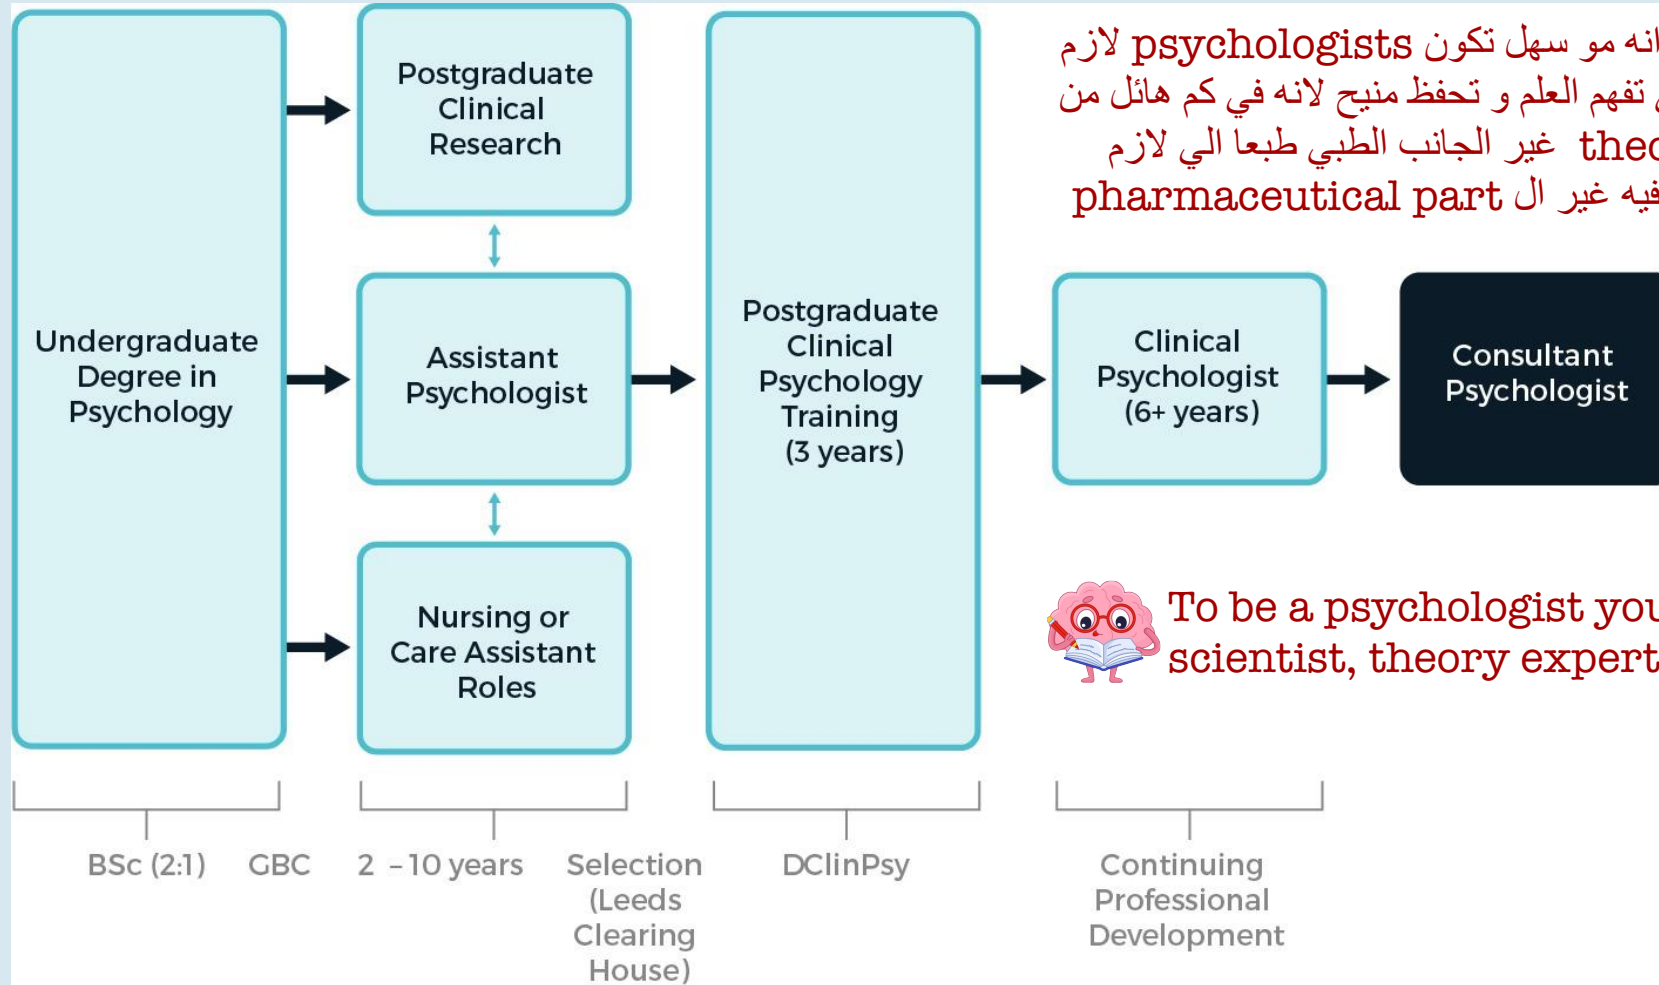 Undergraduate
Degree in
Psychology
Postgraduate
Clinical
Research
Assistant
Psychologist
Nursing or
Care Assistant
Roles
Postgraduate
Clinical
Psychology
Training
(3 years)
Clinical
Psychologist
(6+ years)
Consultant
Psychologist
انه مو سهل تكون psychologists لازم
تفهم العلم و تحفظ منيح لانه في كم هائل من
غير الجانب الطبي طبعا الي لازم
فيه غير ال pharmaceutical part
To be a psychologist you
scientist, theory expert
BSc (2:1)
GBC
2 – 10 years
Selection
(Leeds
Clearing
House)
DClinPsy
Continuing
Professional
Development